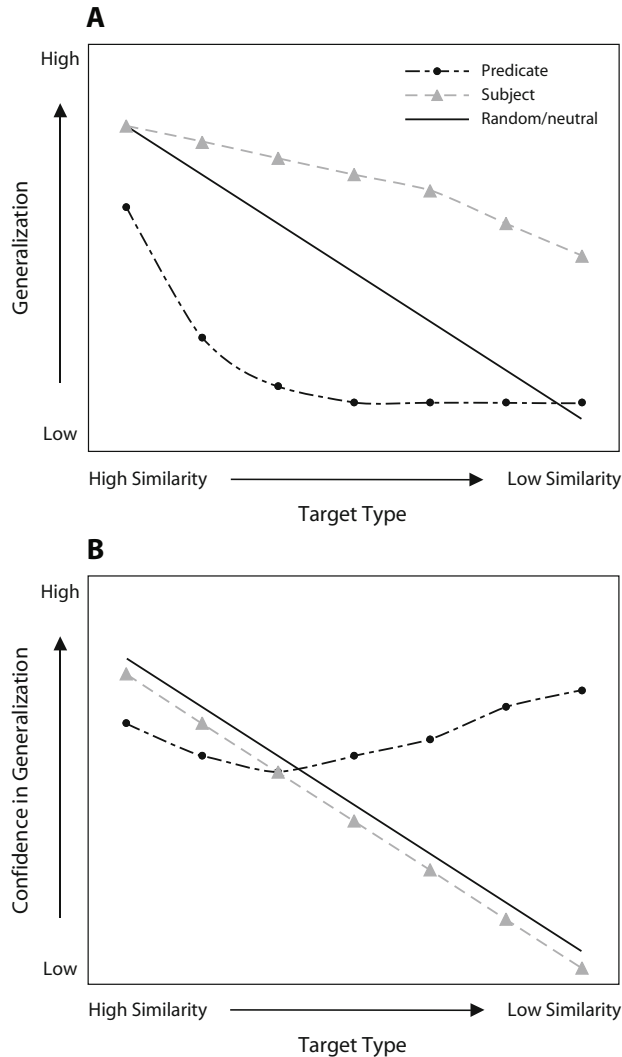 A
High
Predicate
Subject
Random/neutral
Generalization
Low
High Similarity
Low Similarity
Target Type
B
High
Confidence in Generalization
Low
High Similarity
Low Similarity
Target Type